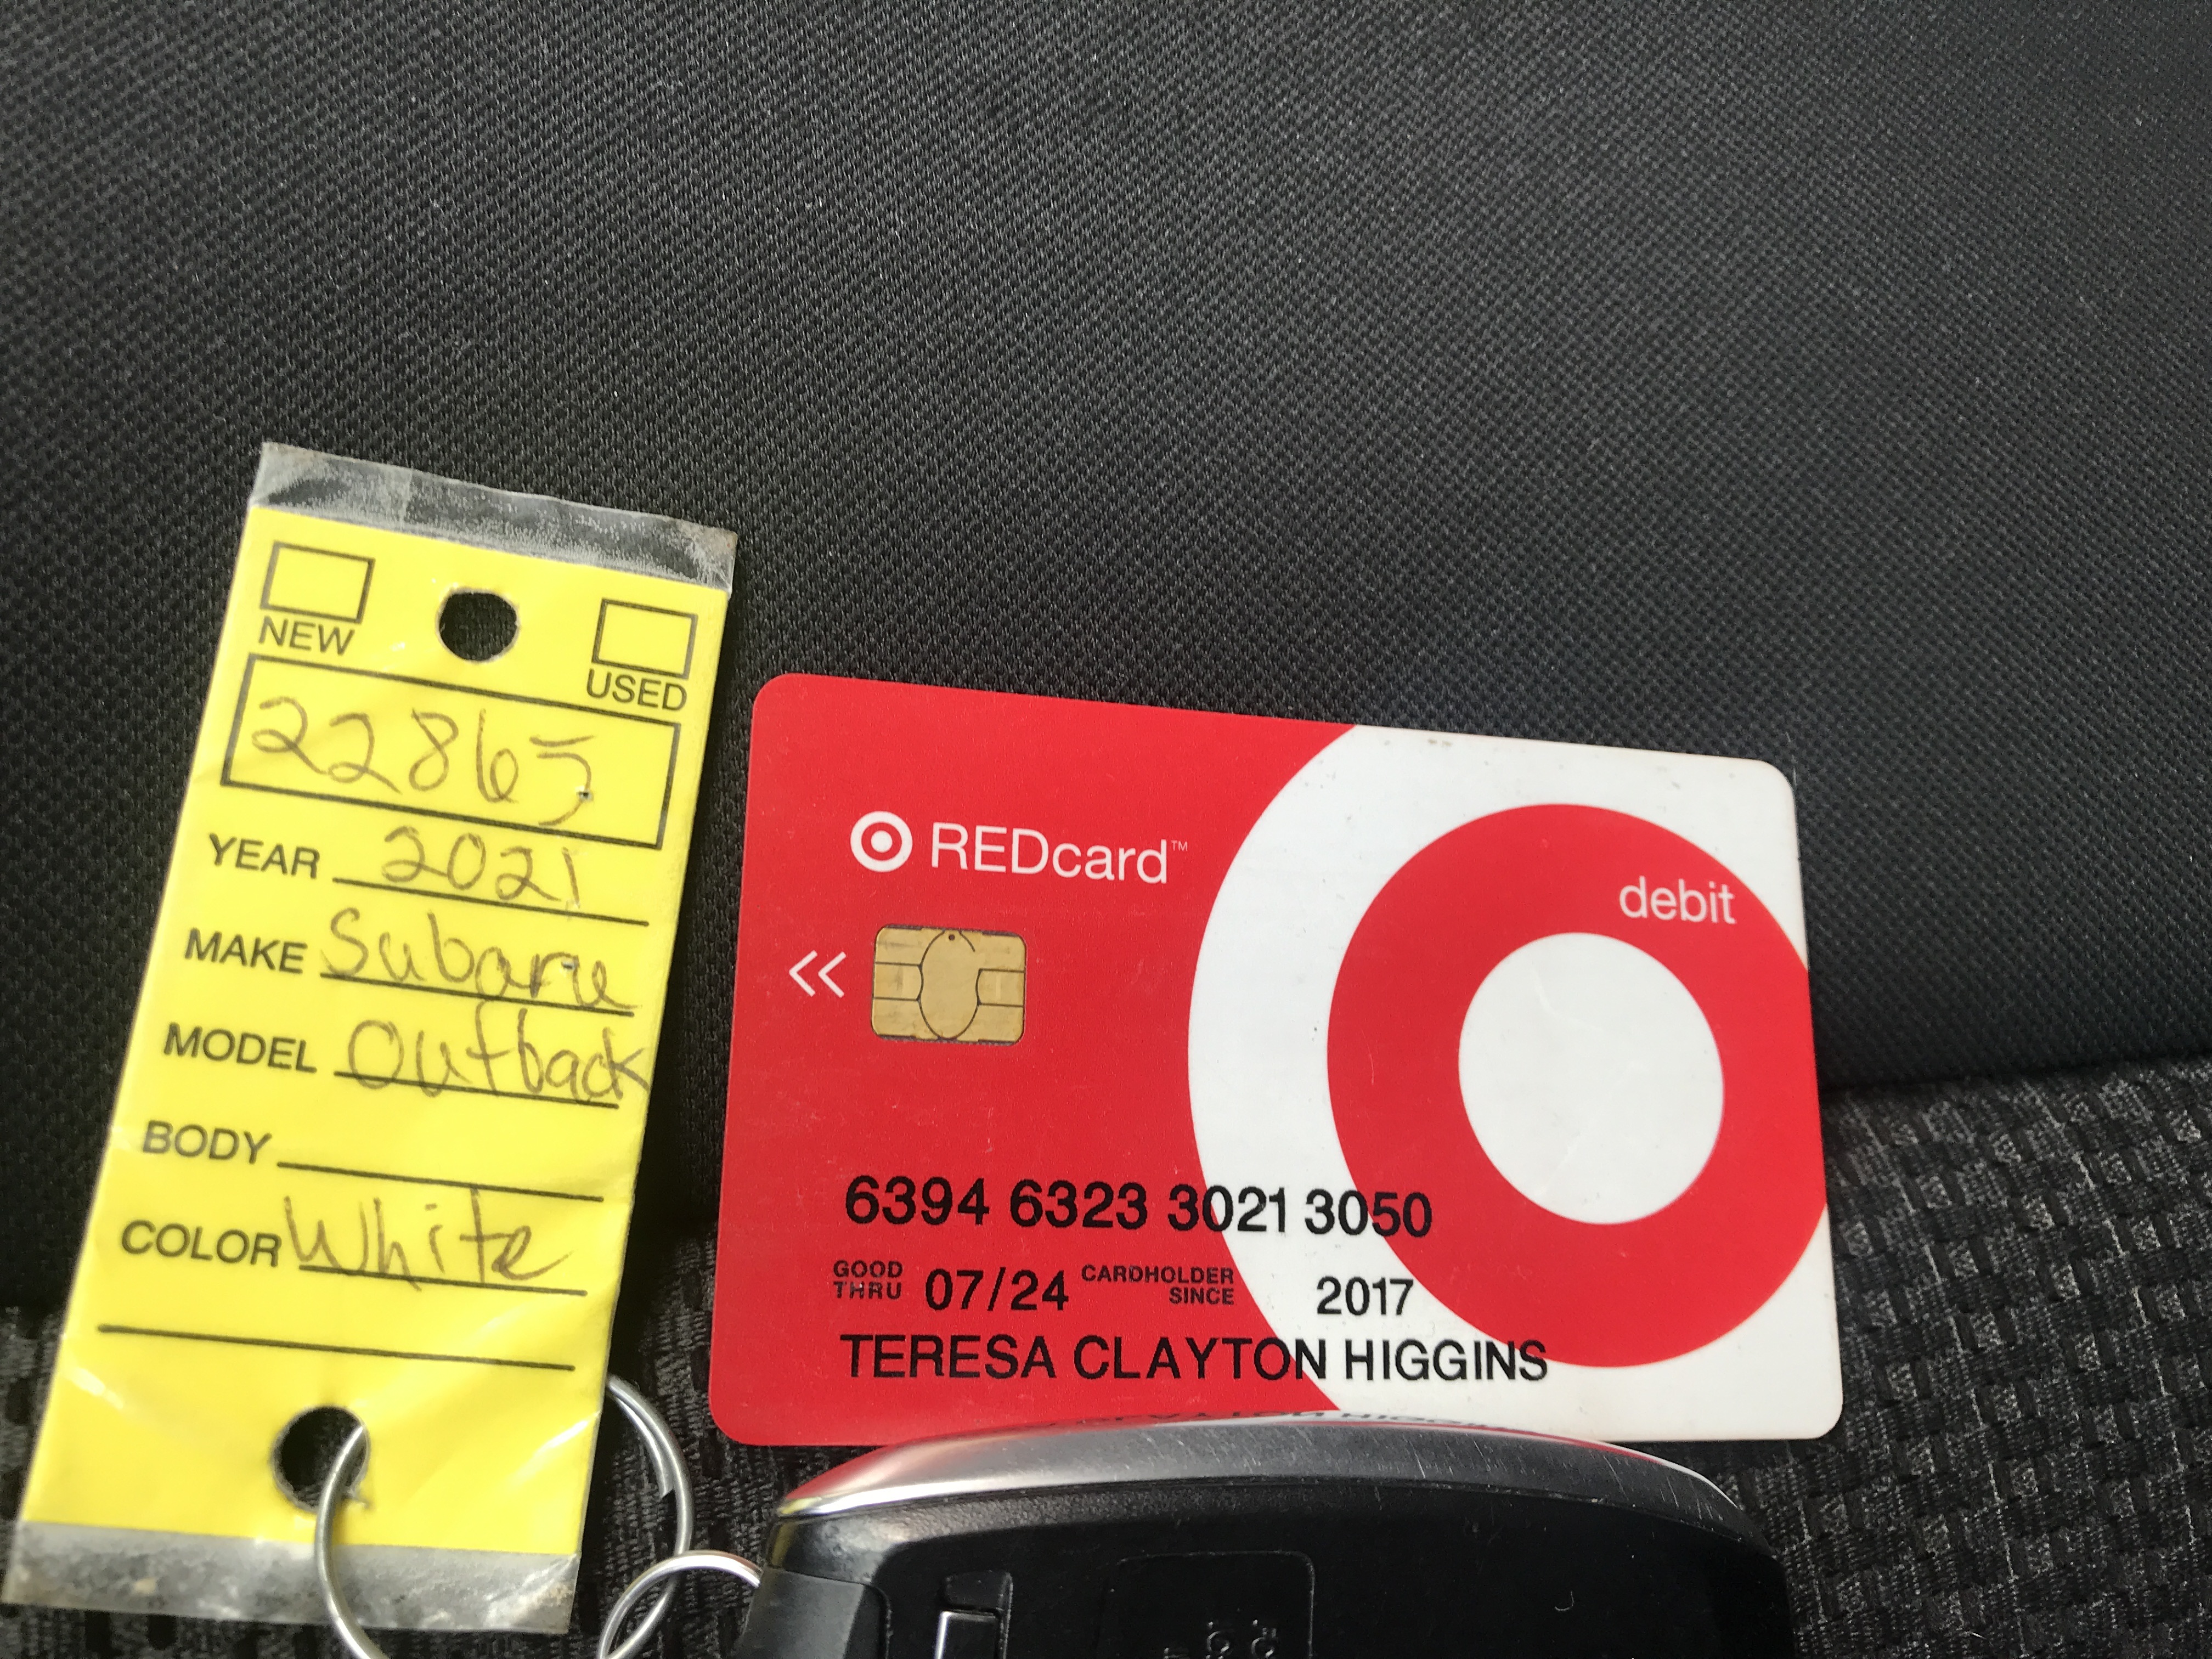 NEW
USED
22865
YEAR 2021
MAKE Subaru
MODEL Outback
BODY
COLOR White
REDcard™
debit
6394 6323 3021 3050
GOOD THRU 07/24 CARDHOLDER SINCE 2017
TERESA CLAYTON HIGGINS